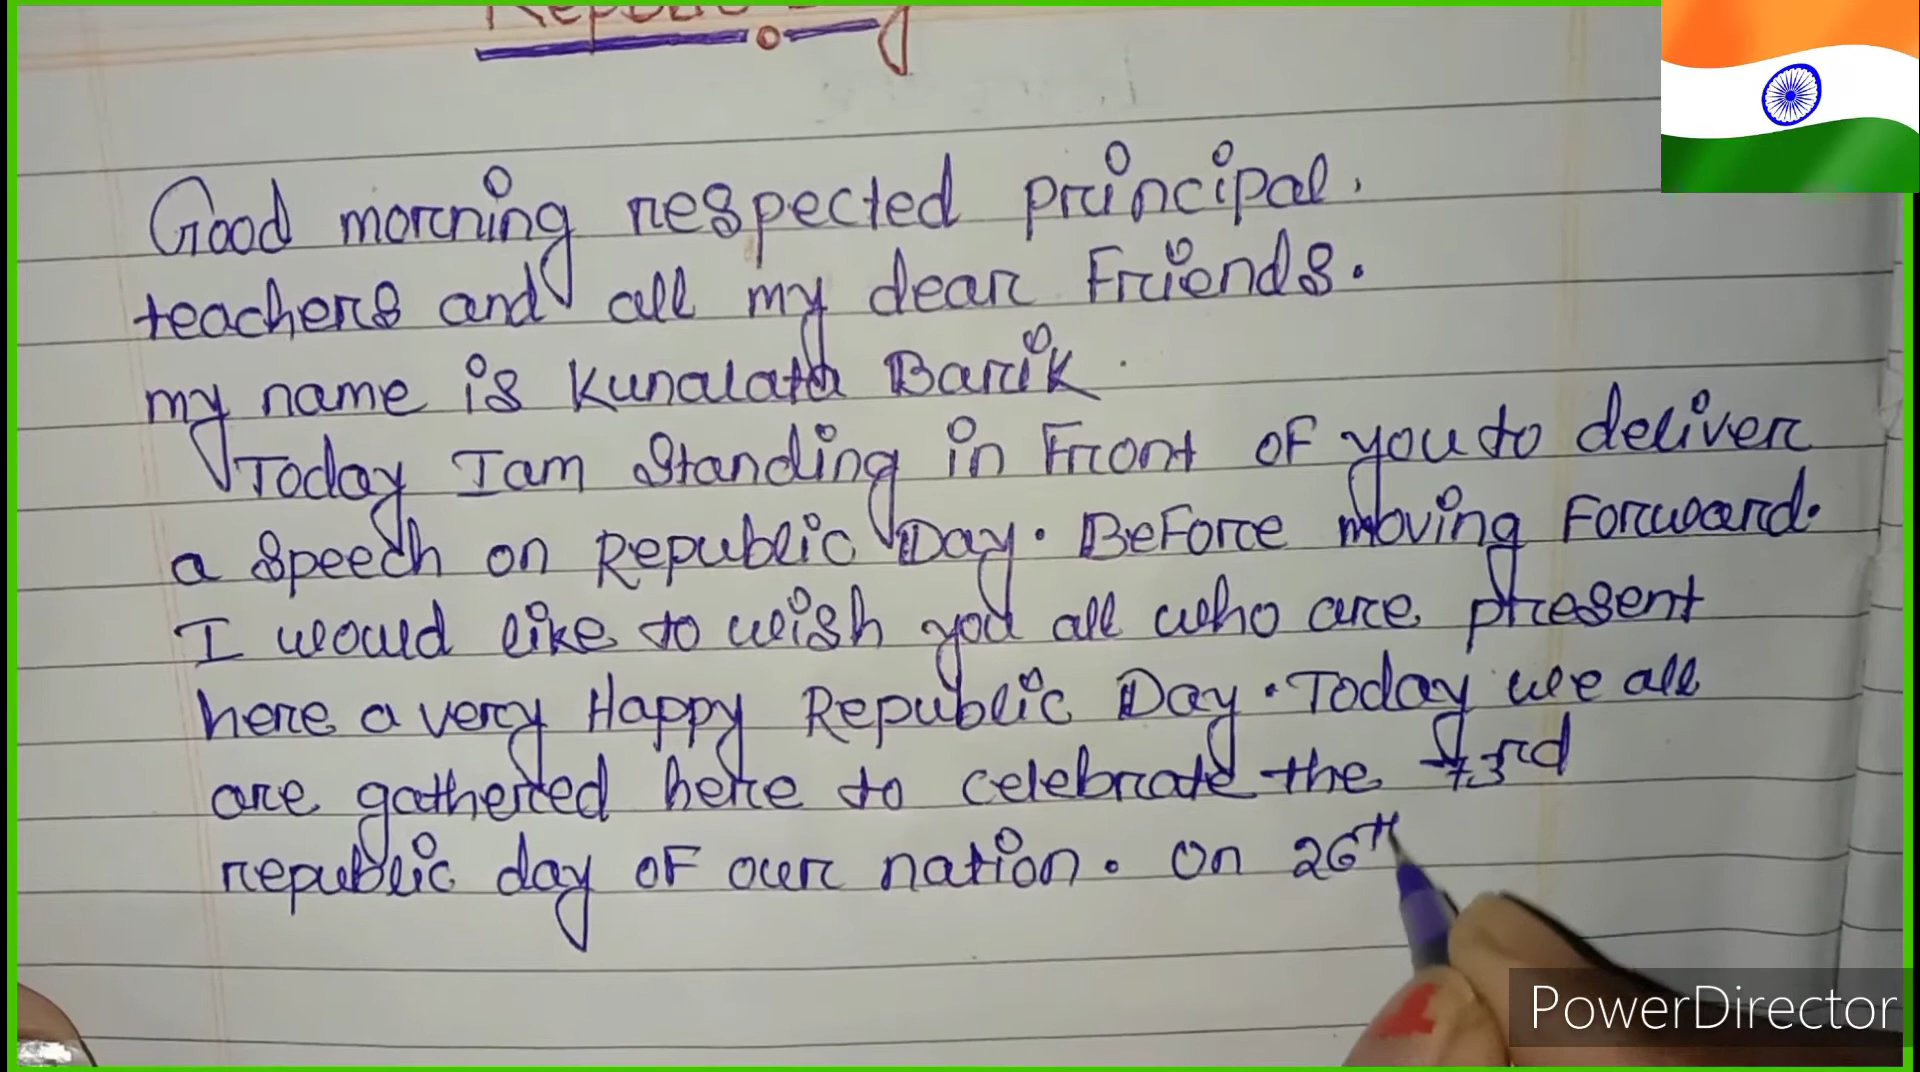 Republic Day
Good morning respected principal,
teachers and all my dear Friends.
my name is Kunalata Barik.
Today I am Standing in Front of you to deliver
a Speech on Republic Day. BeFore moving Forward.
I would like to wish you all who are present
here a very Happy Republic Day. Today we all
are gathered here to celebrate the 73rd
republic day of our nation. On 26th
PowerDirector